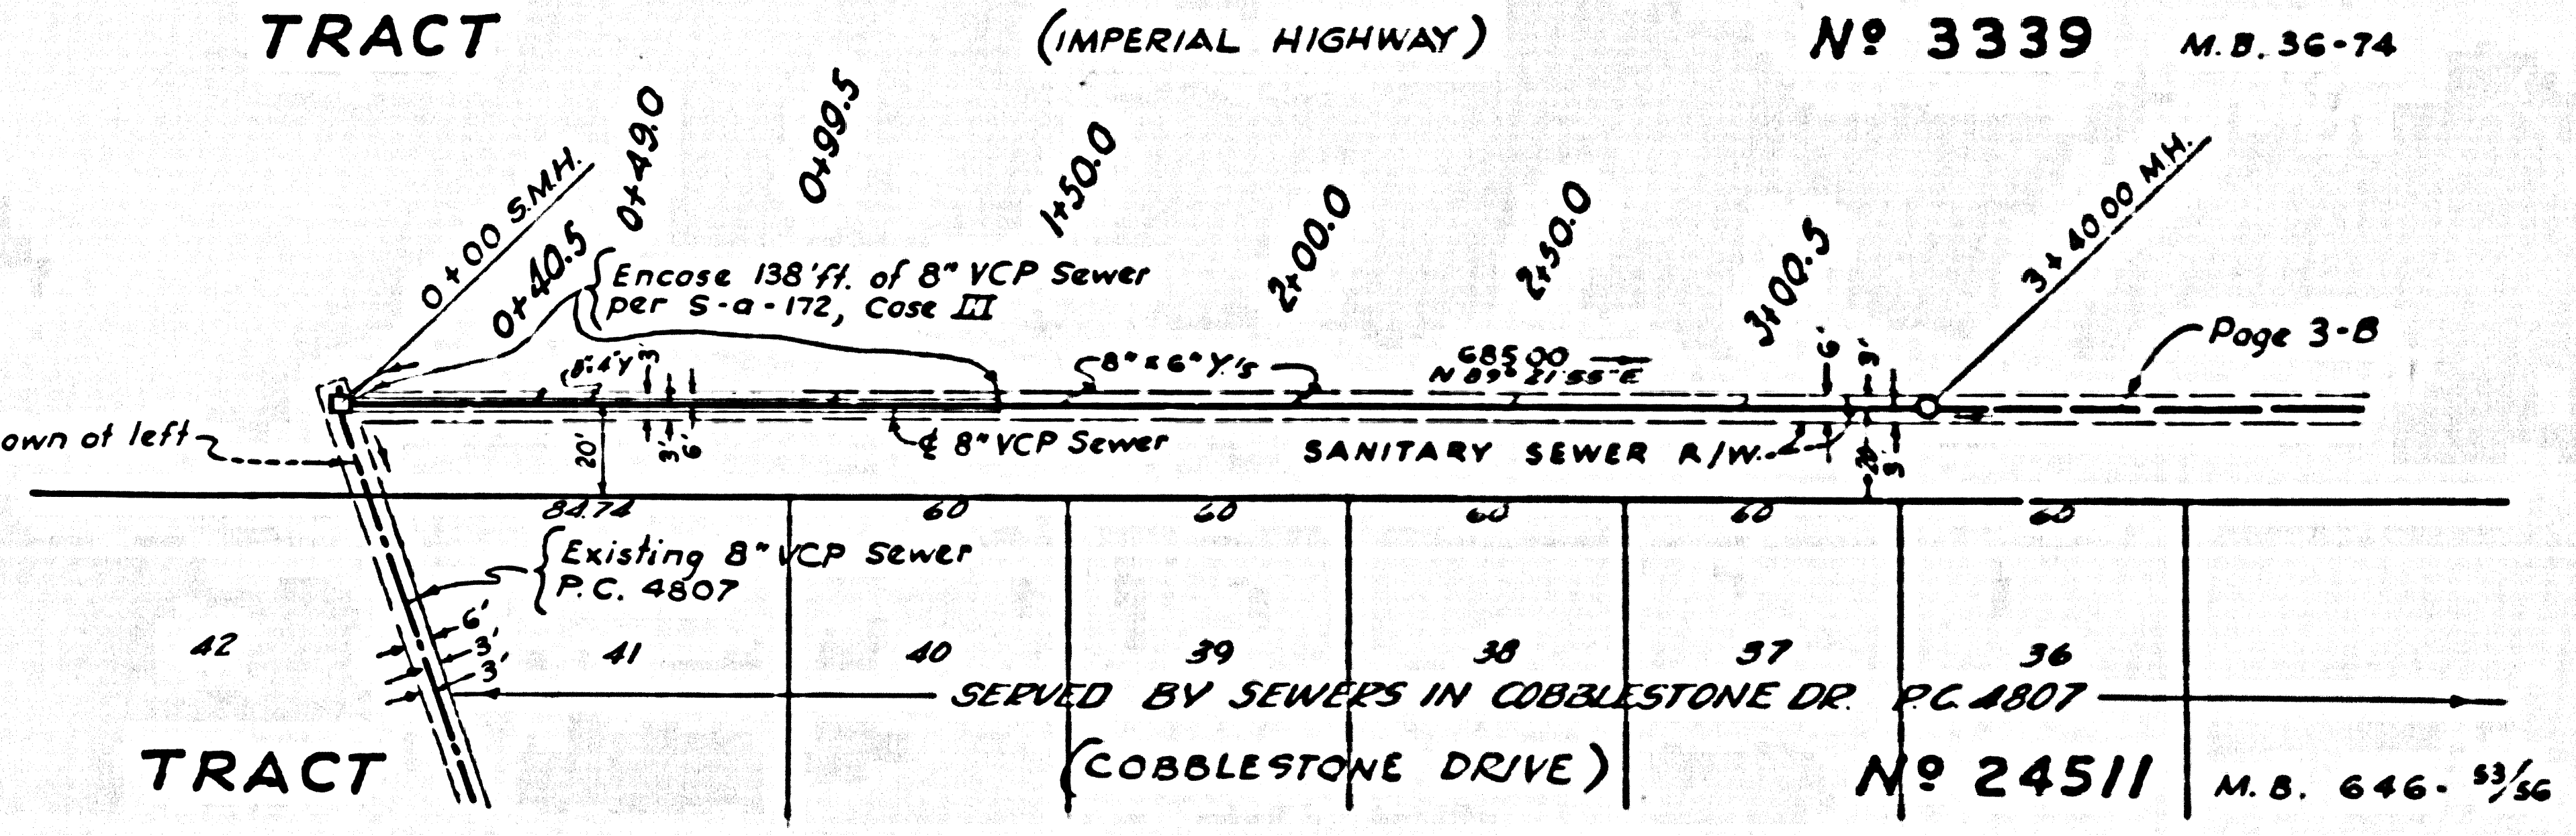 TRACT (IMPERIAL HIGHWAY) Nº 3339 M.B. 36-74
0+00 S.M.H.
0+40.5
0+49.0
0+99.5
1+50.0
2+00.0
2+50.0
3+00.5
3+40.00 M.H.
Encase 138'ft. of 8" VCP Sewer
per S-a-172, Case III
8"x6" Y's
685.00
N 89° 21' 55" E
6'
Page 3-B
3'
3'
6'
20'
own at left
℄ 8" VCP Sewer
SANITARY SEWER R/W
84.74 60 60 60 60 60
Existing 8" VCP Sewer
P.C. 4807
6'
3'
3'
42 41 40 39 38 37 36
SERVED BY SEWERS IN COBBLESTONE DR. P.C. 4807
TRACT (COBBLESTONE DRIVE) Nº 24511 M.B. 646-53/56